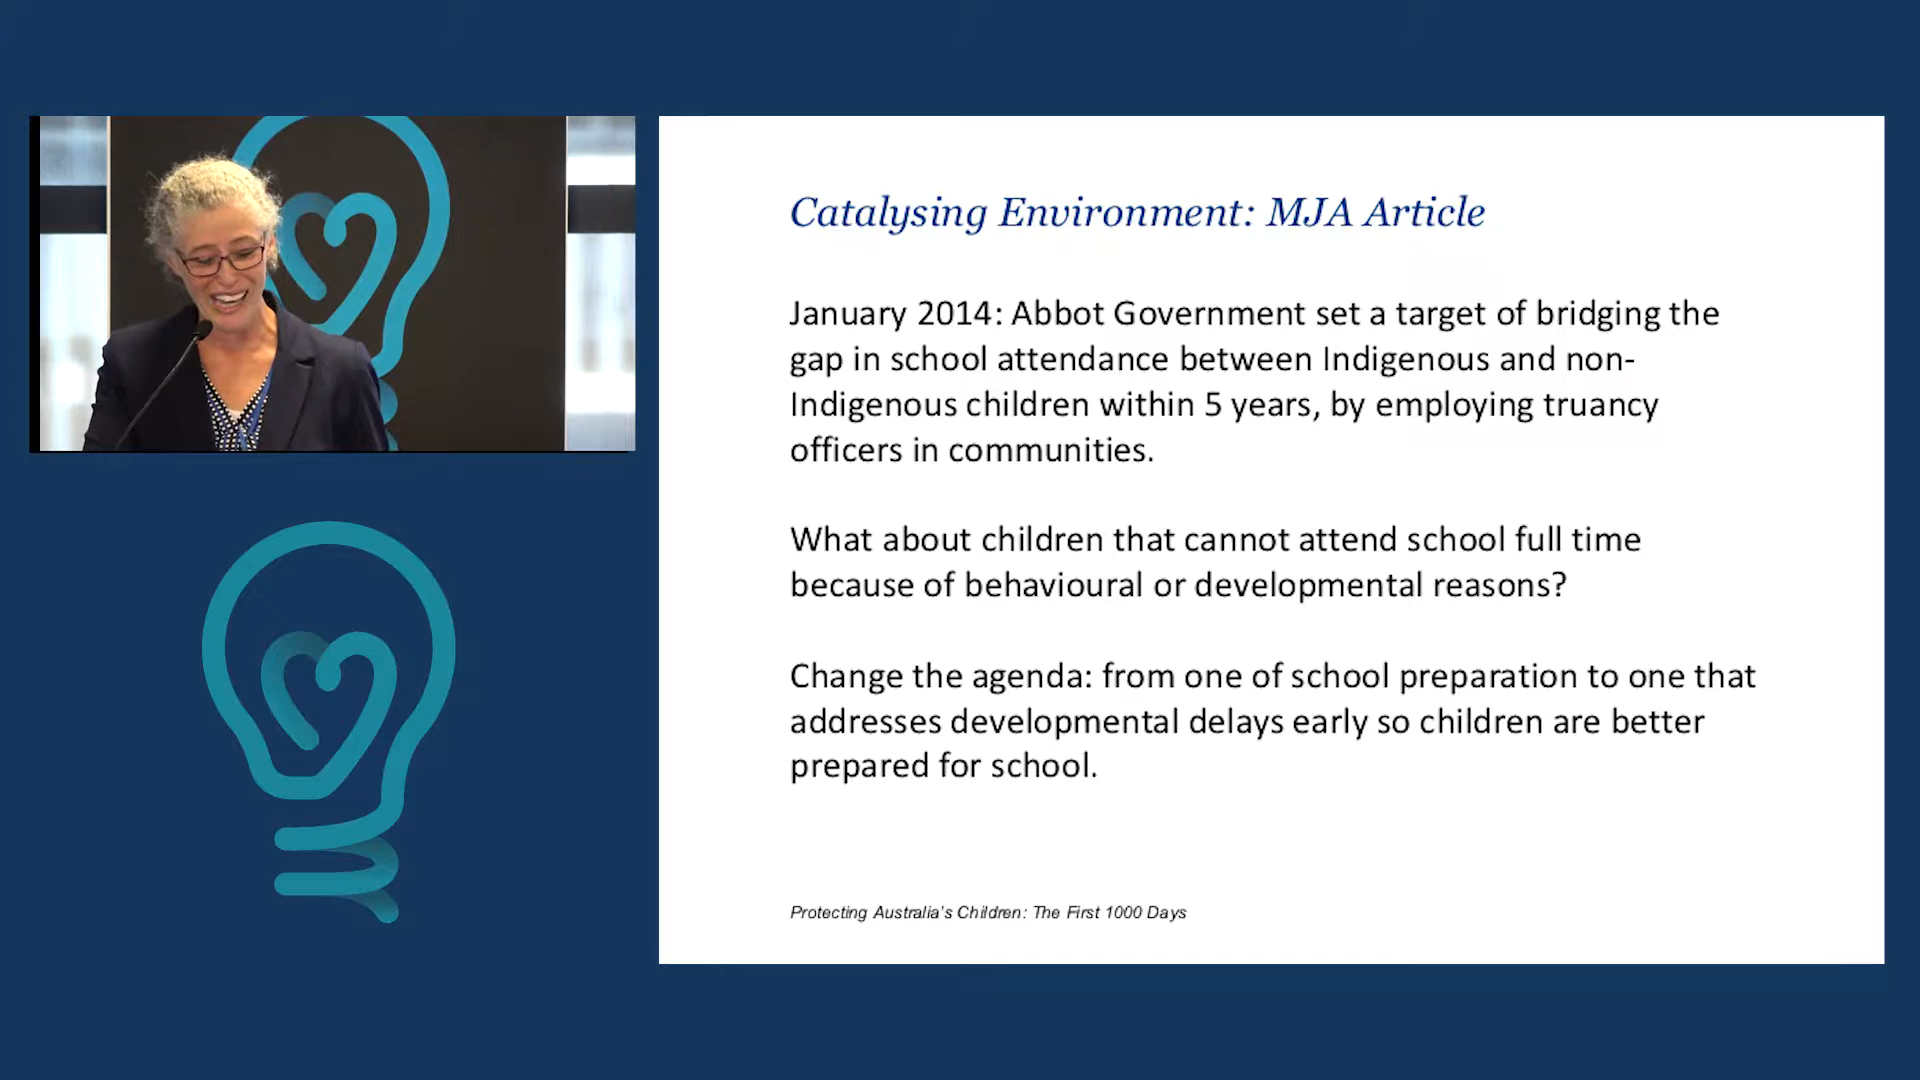 Catalysing Environment: MJA Article
January 2014: Abbot Government set a target of bridging the
gap in school attendance between Indigenous and non-
Indigenous children within 5 years, by employing truancy
officers in communities.
What about children that cannot attend school full time
because of behavioural or developmental reasons?
Change the agenda: from one of school preparation to one that
addresses developmental delays early so children are better
prepared for school.
Protecting Australia's Children: The First 1000 Days